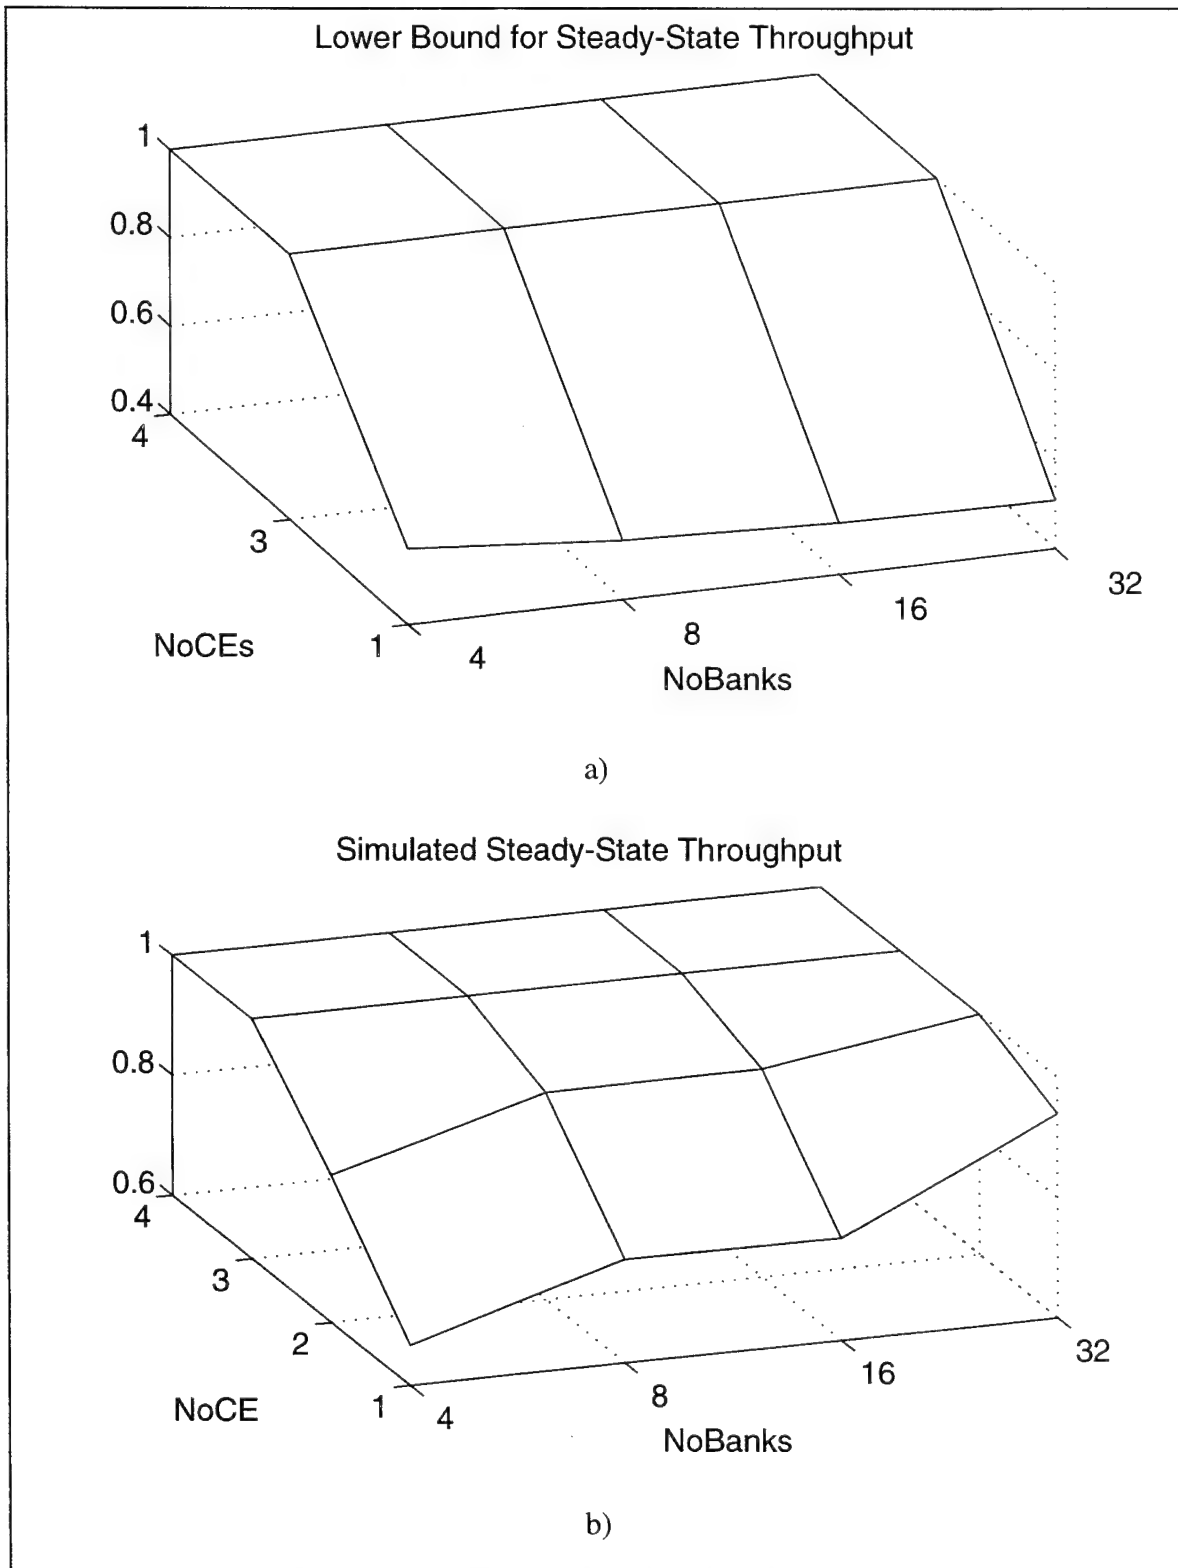 Lower Bound for Steady-State Throughput
1
0.8
0.6
0.4
4
3
1
NoCEs
4
8
16
32
NoBanks
a)
Simulated Steady-State Throughput
1
0.8
0.6
4
3
2
1
NoCE
4
8
16
32
NoBanks
b)